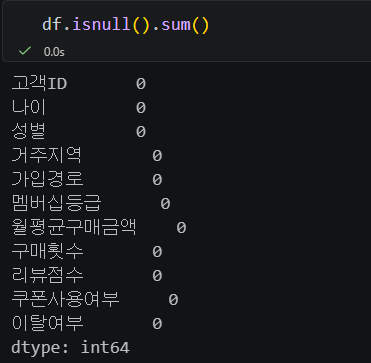 df.isnull().sum()
0.0s
고객ID 0
나이 0
성별 0
거주지역 0
가입경로 0
멤버십등급 0
월평균구매금액 0
구매횟수 0
리뷰점수 0
쿠폰사용여부 0
이탈여부 0
dtype: int64